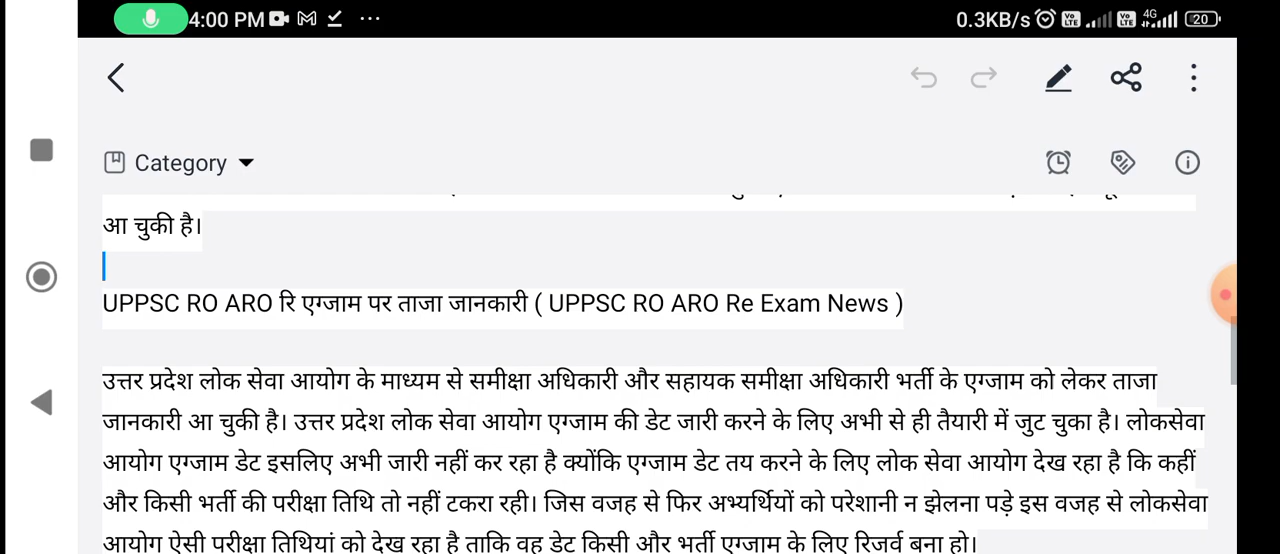 4:00 PM
0.3KB/s 4G 20
Category
आ चुकी है।
UPPSC RO ARO रि एग्जाम पर ताजा जानकारी ( UPPSC RO ARO Re Exam News )
उत्तर प्रदेश लोक सेवा आयोग के माध्यम से समीक्षा अधिकारी और सहायक समीक्षा अधिकारी भर्ती के एग्जाम को लेकर ताजा
जानकारी आ चुकी है। उत्तर प्रदेश लोक सेवा आयोग एग्जाम की डेट जारी करने के लिए अभी से ही तैयारी में जुट चुका है। लोकसेवा
आयोग एग्जाम डेट इसलिए अभी जारी नहीं कर रहा है क्योंकि एग्जाम डेट तय करने के लिए लोक सेवा आयोग देख रहा है कि कहीं
और किसी भर्ती की परीक्षा तिथि तो नहीं टकरा रही। जिस वजह से फिर अभ्यर्थियों को परेशानी न झेलना पड़े इस वजह से लोकसेवा
आयोग ऐसी परीक्षा तिथियां को देख रहा है ताकि वह डेट किसी और भर्ती एग्जाम के लिए रिजर्व बना हो।